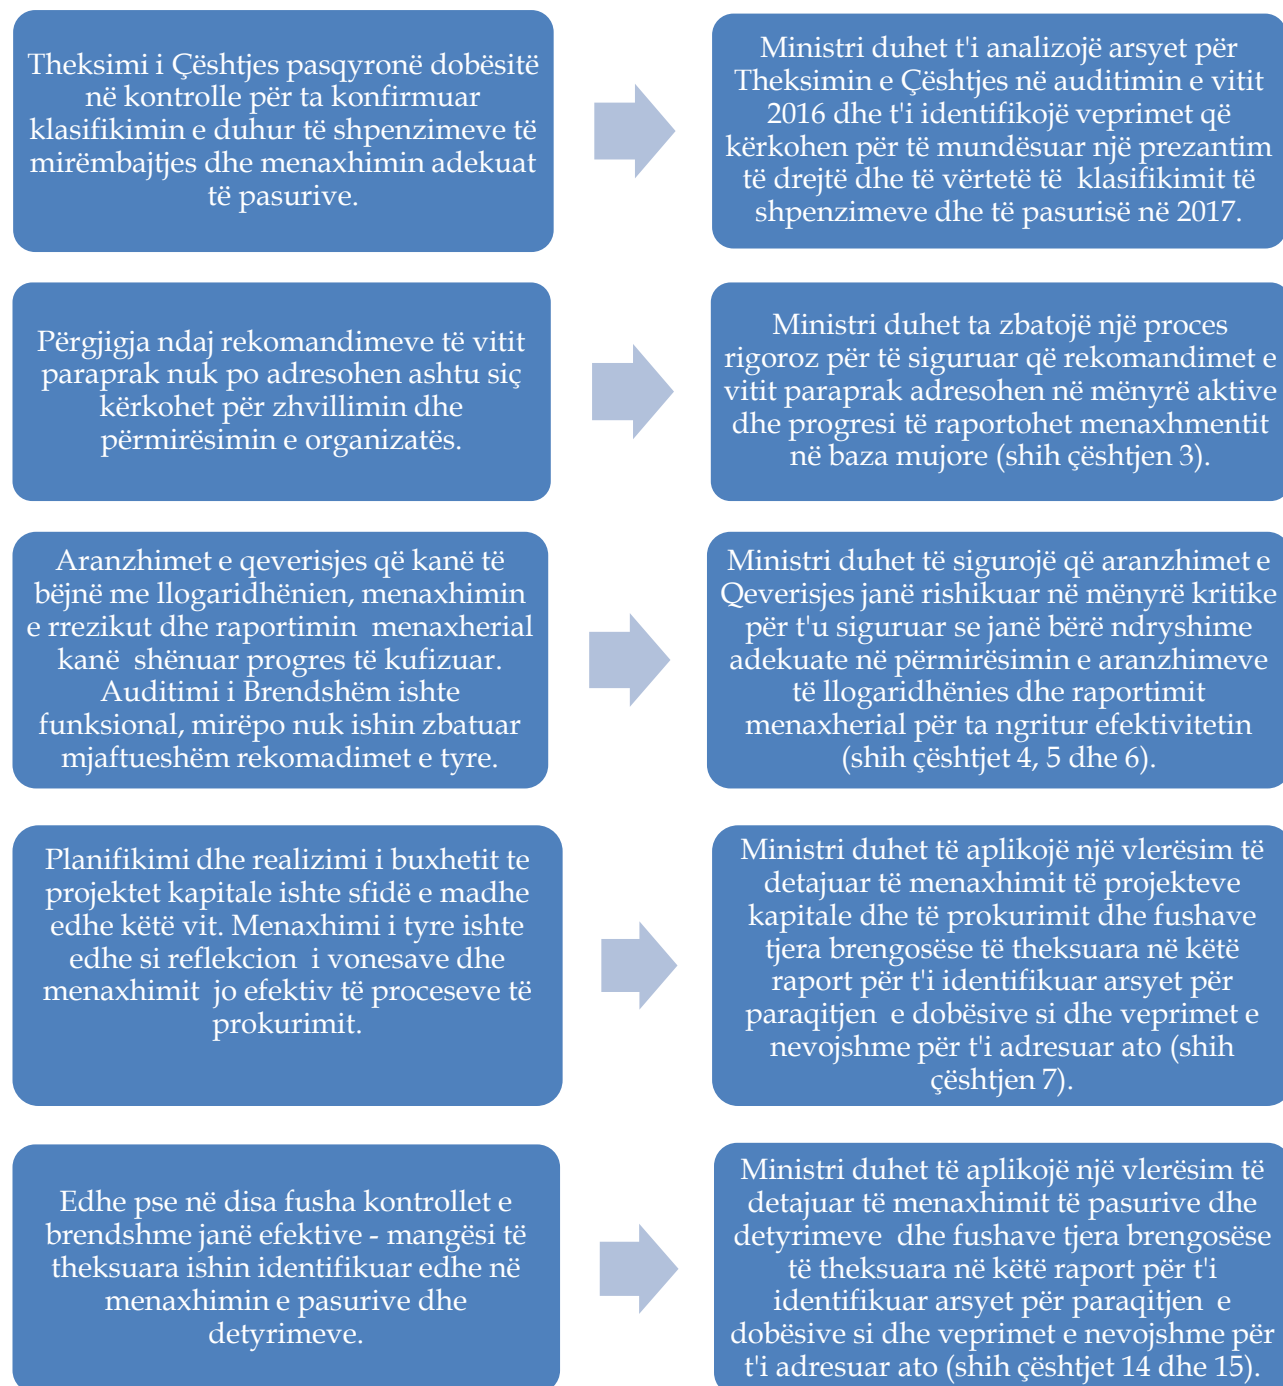 Theksimi i Çështjes pasqyronë dobësitë
në kontrolle për ta konfirmuar
klasifikimin e duhur të shpenzimeve të
mirëmbajtjes dhe menaxhimin adekuat
të pasurive.
Ministri duhet t'i analizojë arsyet për
Theksimin e Çështjes në auditimin e vitit
2016 dhe t'i identifikojë veprimet që
kërkohen për të mundësuar një prezantim
të drejtë dhe të vërtetë të klasifikimit të
shpenzimeve dhe të pasurisë në 2017.
Përgjigja ndaj rekomandimeve të vitit
paraprak nuk po adresohen ashtu siç
kërkohet për zhvillimin dhe
përmirësimin e organizatës.
Ministri duhet ta zbatojë një proces
rigoroz për të siguruar që rekomandimet e
vitit paraprak adresohen në mënyrë aktive
dhe progresi të raportohet menaxhmentit
në baza mujore (shih çështjen 3).
Aranzhimet e qeverisjes që kanë të
bëjnë me llogaridhënien, menaxhimin
e rrezikut dhe raportimin menaxherial
kanë shënuar progres të kufizuar.
Auditimi i Brendshëm ishte
funksional, mirëpo nuk ishin zbatuar
mjaftueshëm rekomadimet e tyre.
Ministri duhet të sigurojë që aranzhimet e
Qeverisjes janë rishikuar në mënyrë kritike
për t'u siguruar se janë bërë ndryshime
adekuate në përmirësimin e aranzhimeve
të llogaridhënies dhe raportimit
menaxherial për ta ngritur efektivitetin
(shih çështjet 4, 5 dhe 6).
Planifikimi dhe realizimi i buxhetit te
projektet kapitale ishte sfidë e madhe
edhe këtë vit. Menaxhimi i tyre ishte
edhe si reflekcion i vonesave dhe
menaxhimit jo efektiv të proceseve të
prokurimit.
Ministri duhet të aplikojë një vlerësim të
detajuar të menaxhimit të projekteve
kapitale dhe të prokurimit dhe fushave
tjera brengosëse të theksuara në këtë
raport për t'i identifikuar arsyet për
paraqitjen e dobësive si dhe veprimet e
nevojshme për t'i adresuar ato (shih
çështjen 7).
Edhe pse në disa fusha kontrollet e
brendshme janë efektive - mangësi të
theksuara ishin identifikuar edhe në
menaxhimin e pasurive dhe
detyrimeve.
Ministri duhet të aplikojë një vlerësim të
detajuar të menaxhimit të pasurive dhe
detyrimeve dhe fushave tjera brengosëse
të theksuara në këtë raport për t'i
identifikuar arsyet për paraqitjen e
dobësive si dhe veprimet e nevojshme për
t'i adresuar ato (shih çështjet 14 dhe 15).